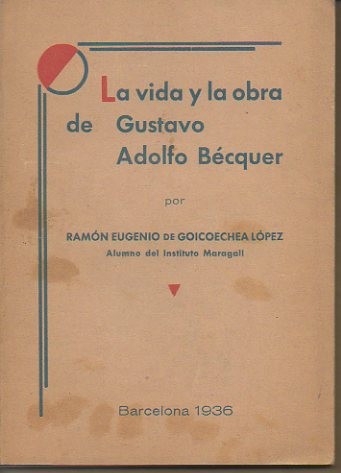 La vida y la obra
de Gustavo
Adolfo Bécquer
por
RAMÓN EUGENIO DE GOICOECHEA LÓPEZ
Alumno del Instituto Maragall
Barcelona 1936